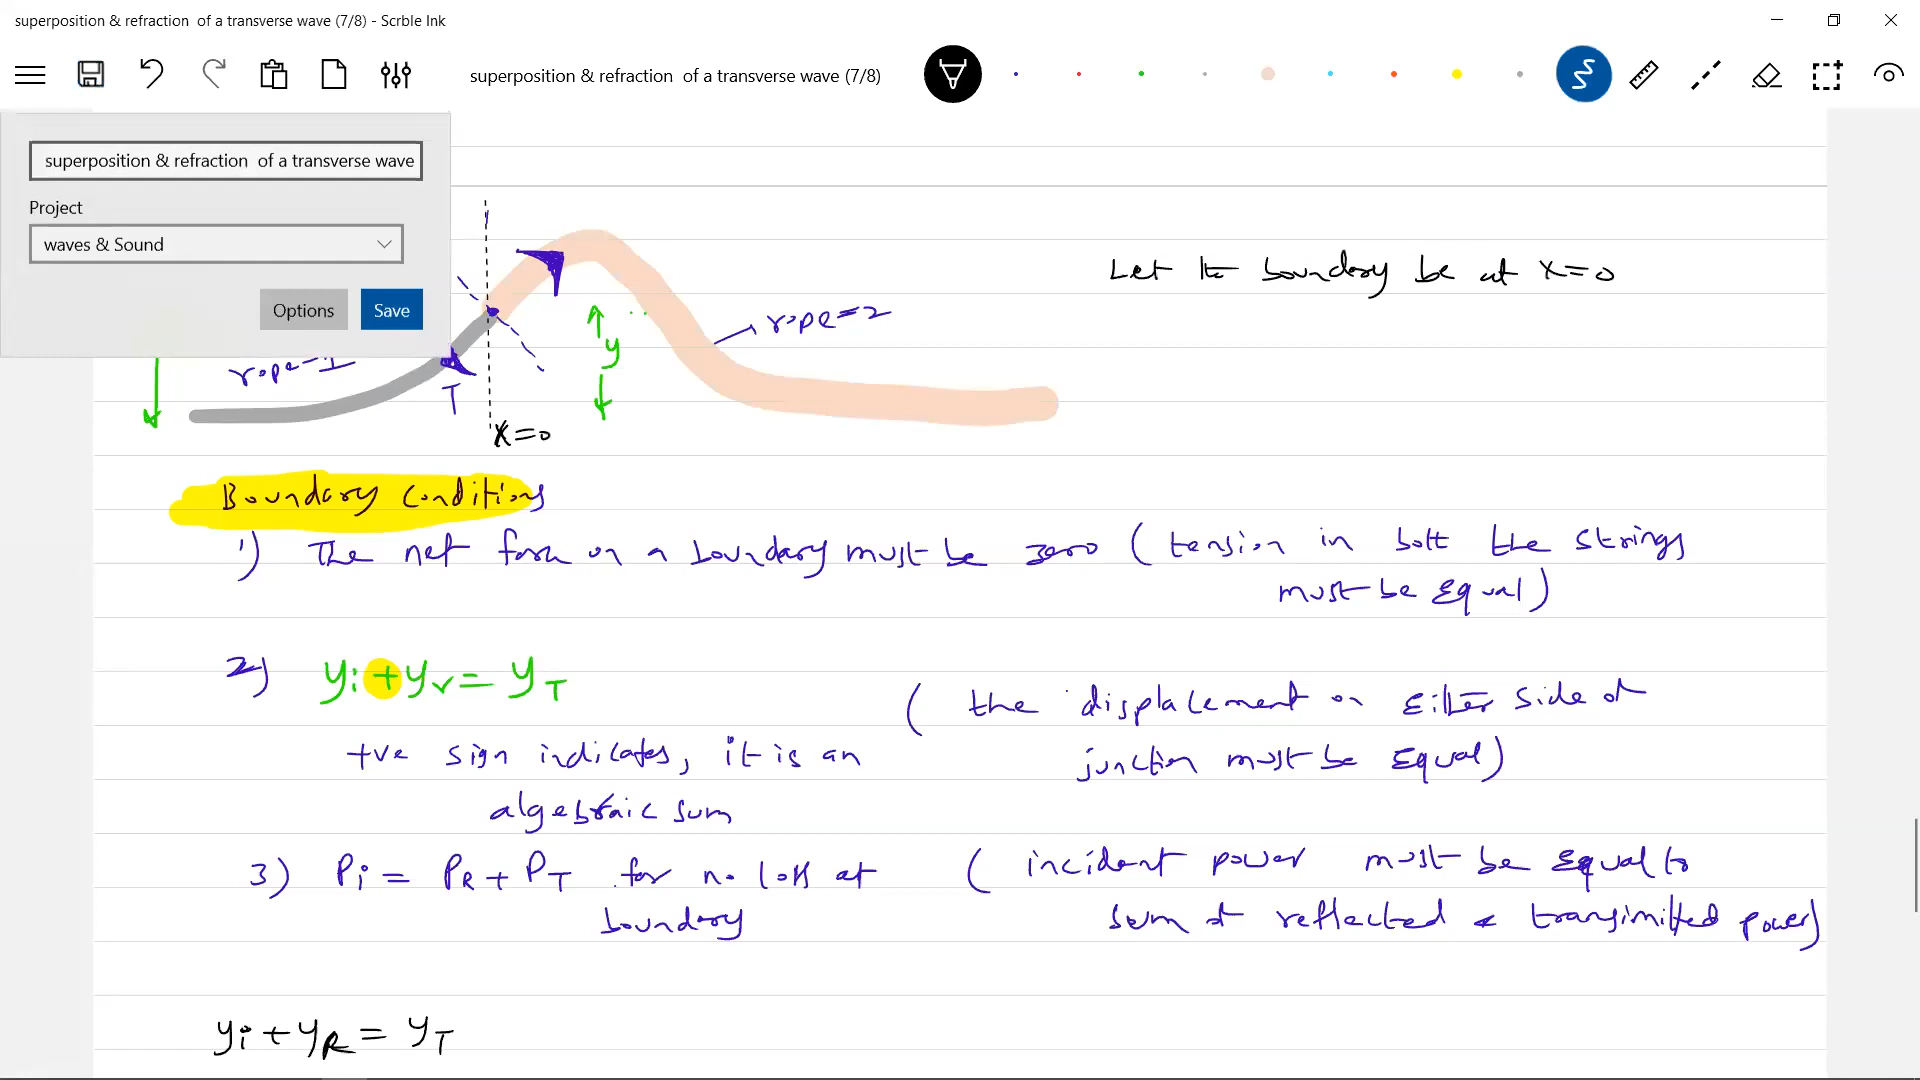 superposition & refraction of a transverse wave (7/8) - Scrble Ink
superposition & refraction of a transverse wave (7/8)
superposition & refraction of a transverse wave
Project
waves & Sound
Options
Save
Let the boundary be at x=0
rope=2
y
rope=1
T
x=0
Boundary Conditions
1) The net force on a boundary must be zero ( tension in both the strings
must be equal)
2) yi + yr = yT
( the displacement on either side of
+ve sign indicates, it is an
junction must be equal)
algebraic sum
3) Pi = PR + PT for no loss at
( incident power must be equal to
boundary
sum of reflected & transimitted power)
yi + yR = yT